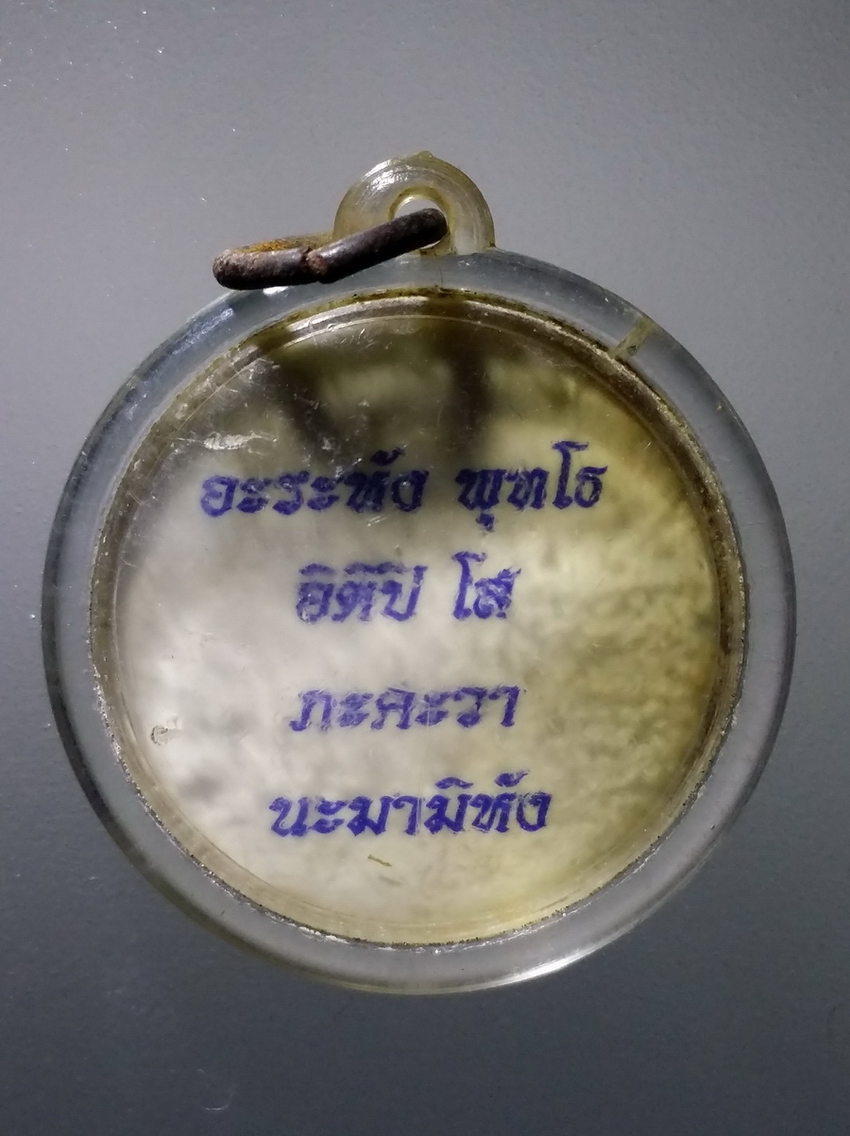 อะระหัง พุทโธ
อิติปิ โส
ภะคะวา
นะมามิหัง